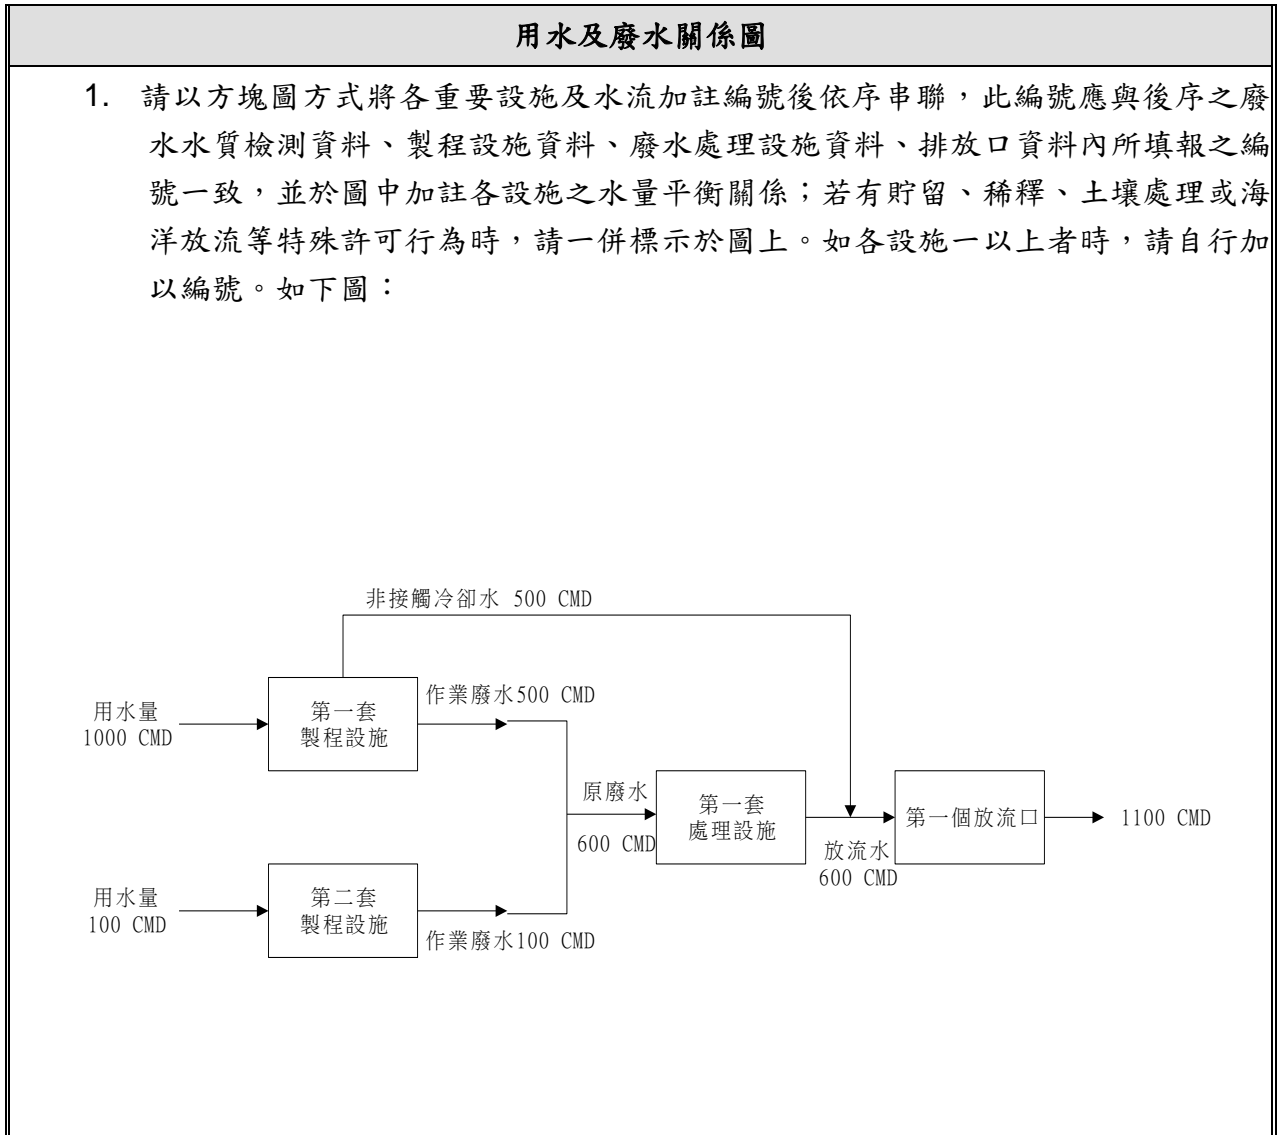 用水及廢水關係圖
1. 請以方塊圖方式將各重要設施及水流加註編號後依序串聯，此編號應與後序之廢
水水質檢測資料、製程設施資料、廢水處理設施資料、排放口資料內所填報之編
號一致，並於圖中加註各設施之水量平衡關係；若有貯留、稀釋、土壤處理或海
洋放流等特殊許可行為時，請一併標示於圖上。如各設施一以上者時，請自行加
以編號。如下圖：
非接觸冷卻水 500 CMD
用水量
1000 CMD
第一套
製程設施
作業廢水500 CMD
原廢水
600 CMD
第一套
處理設施
放流水
600 CMD
第一個放流口
1100 CMD
用水量
100 CMD
第二套
製程設施
作業廢水100 CMD